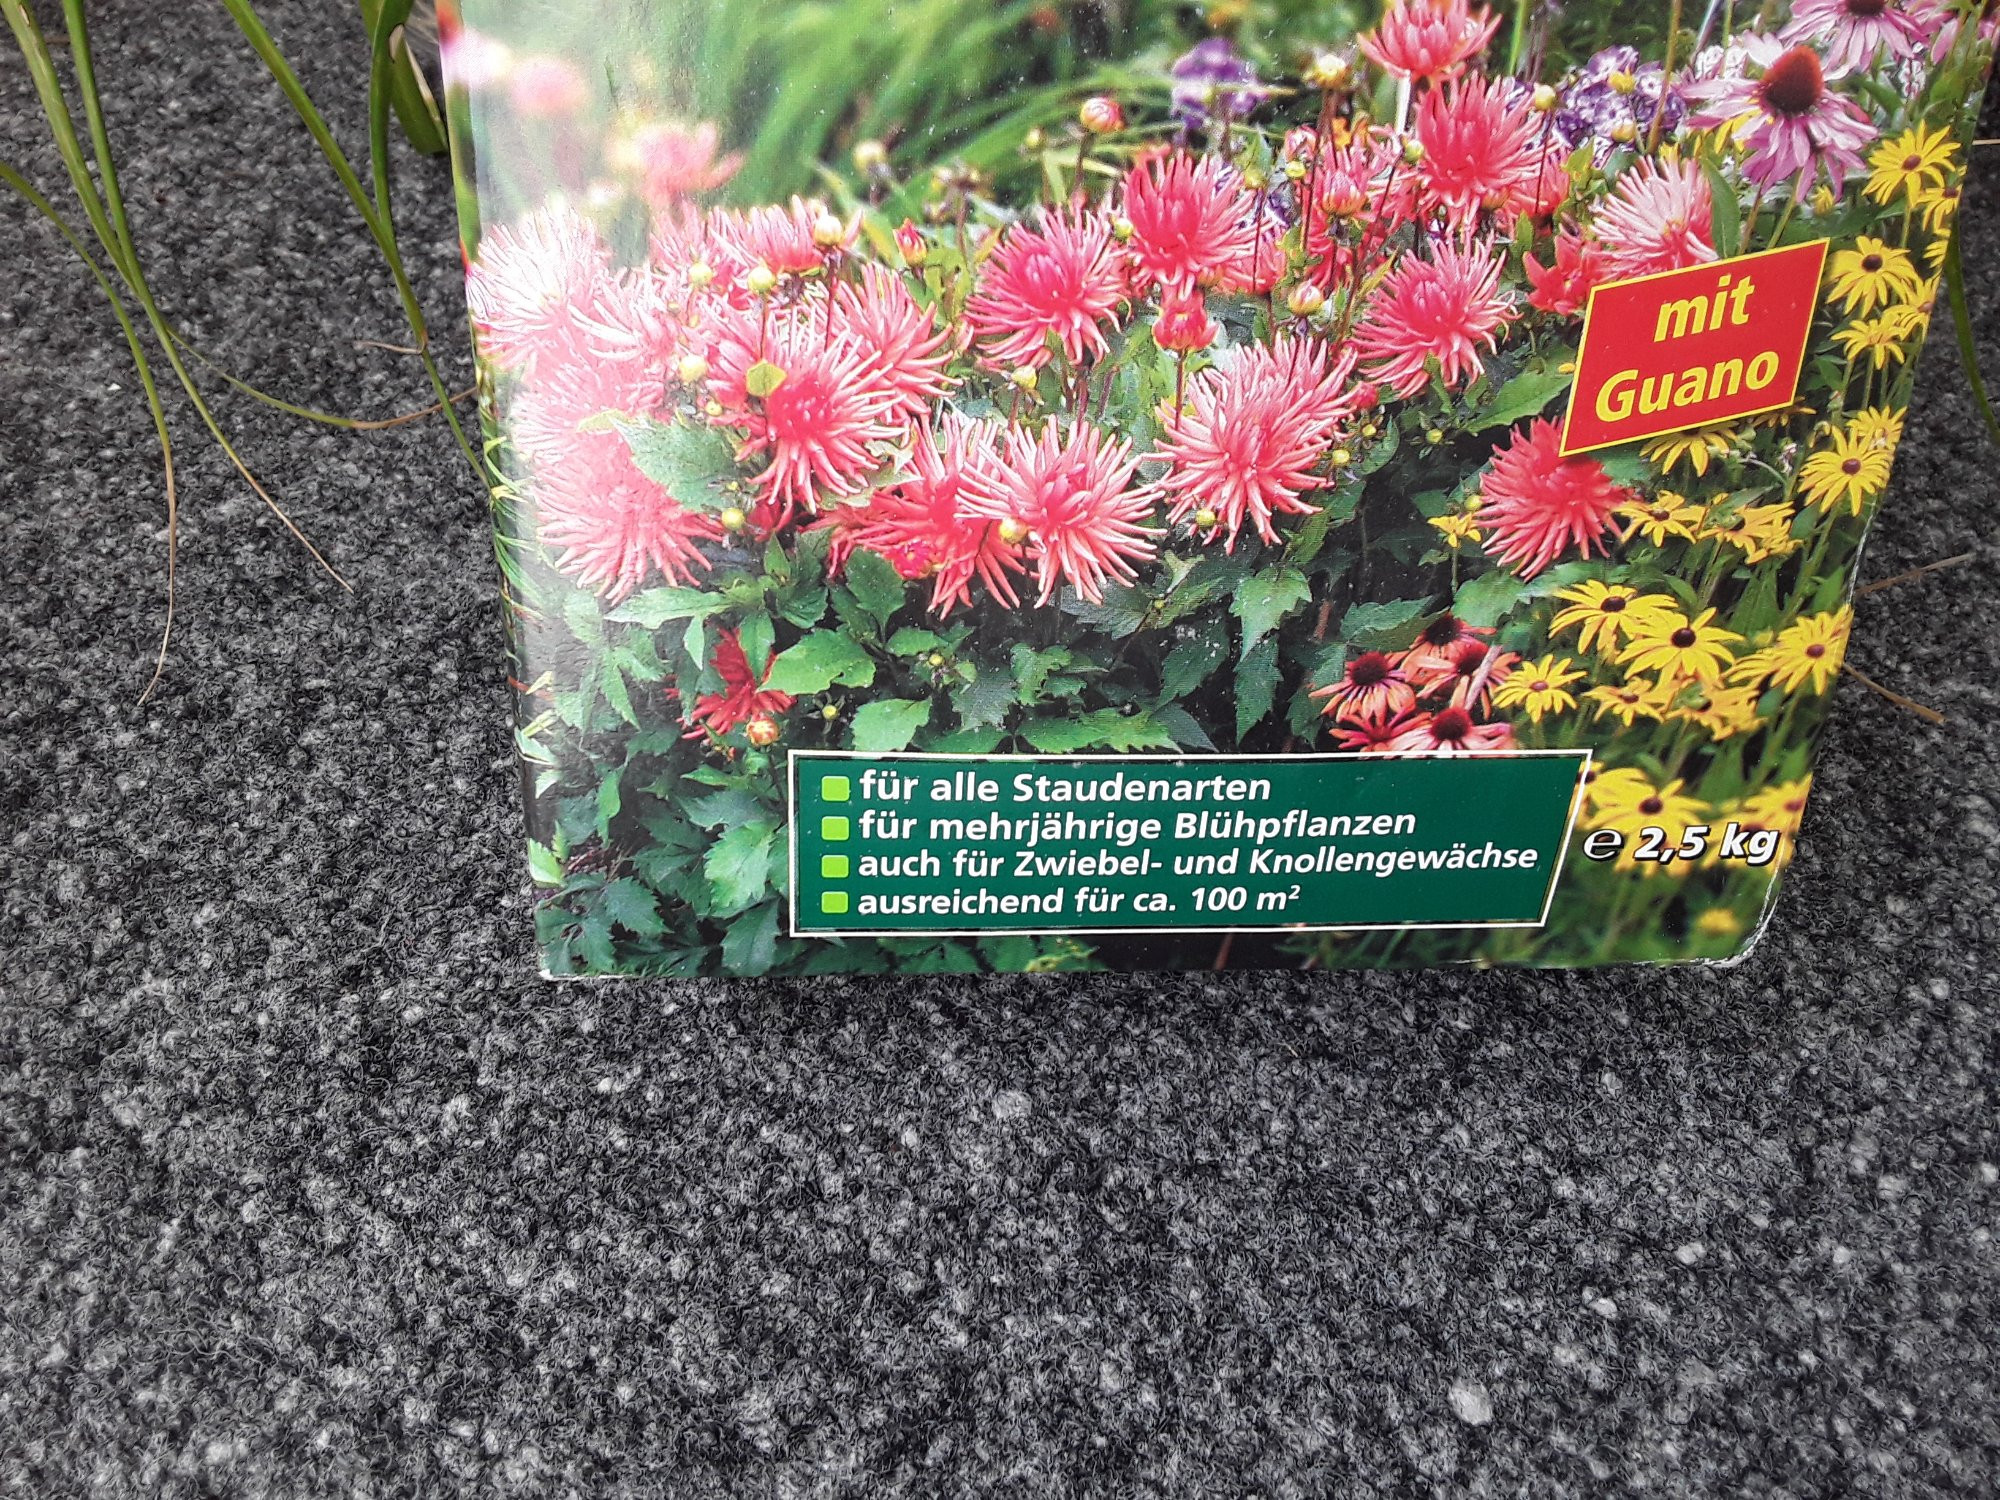 mit
Guano
für alle Staudenarten
für mehrjährige Blühpflanzen
auch für Zwiebel- und Knollengewächse
ausreichend für ca. 100 m²
℮ 2,5 kg